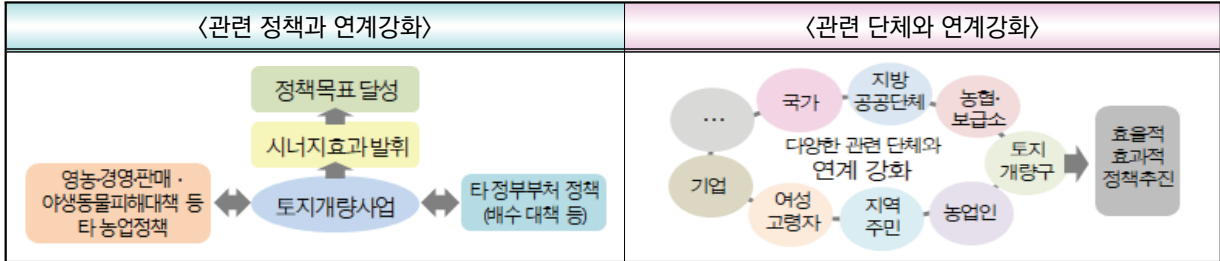 〈관련 정책과 연계강화〉
정책목표 달성
시너지효과 발휘
영농·경영·판매·
야생동물피해대책 등
타 농업정책
토지개량사업
타 정부부처 정책
(배수 대책 등)
〈관련 단체와 연계강화〉
…
국가
지방
공공단체
농협·
보급소
토지
개량구
농업인
지역
주민
여성
고령자
기업
다양한 관련 단체와
연계 강화
효율적
효과적
정책추진